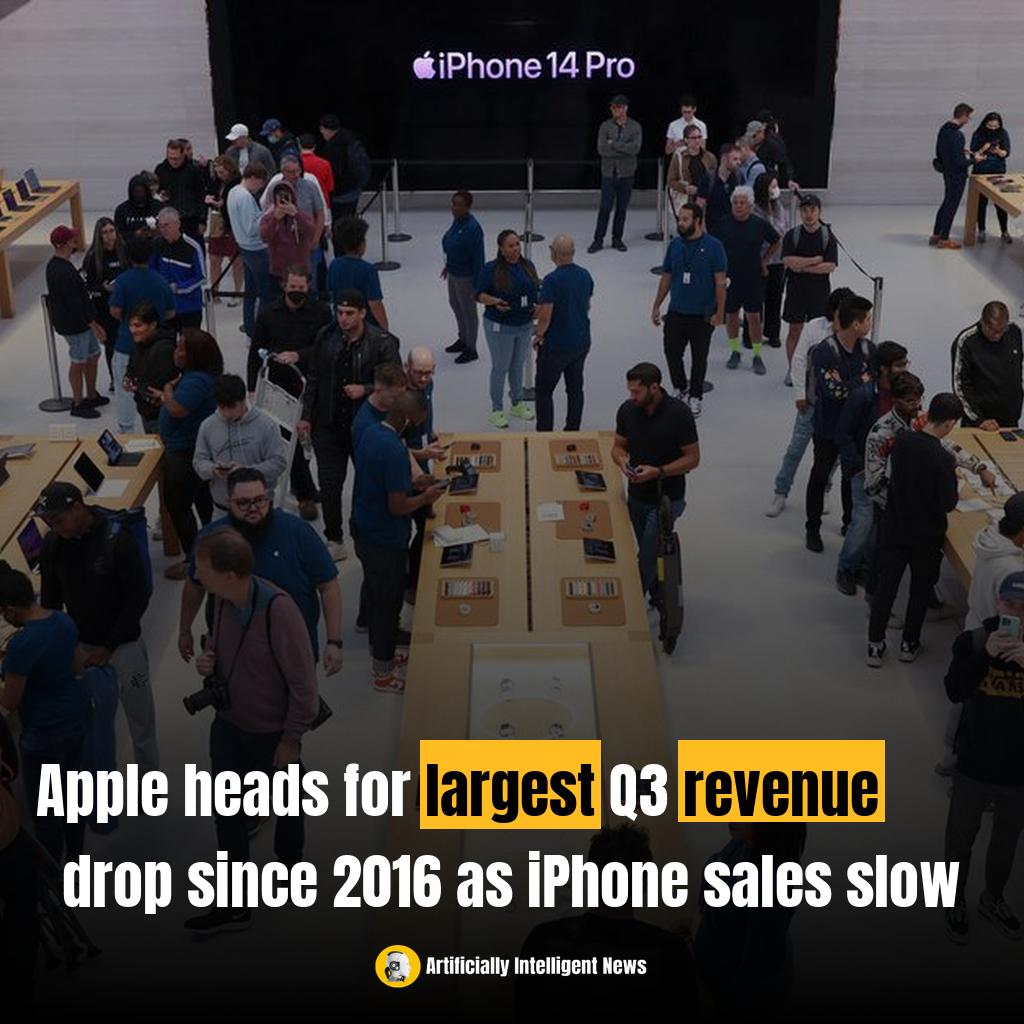 iPhone 14 Pro
Apple heads for largest Q3 revenue
drop since 2016 as iPhone sales slow
Artificially Intelligent News